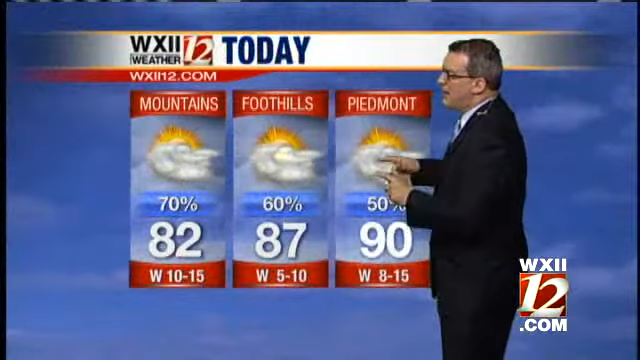 WXII 12 TODAY
WEATHER
WXII12.COM
MOUNTAINS
70%
82
W 10-15
FOOTHILLS
60%
87
W 5-10
PIEDMONT
50%
90
W 8-15
WXII
12
.COM